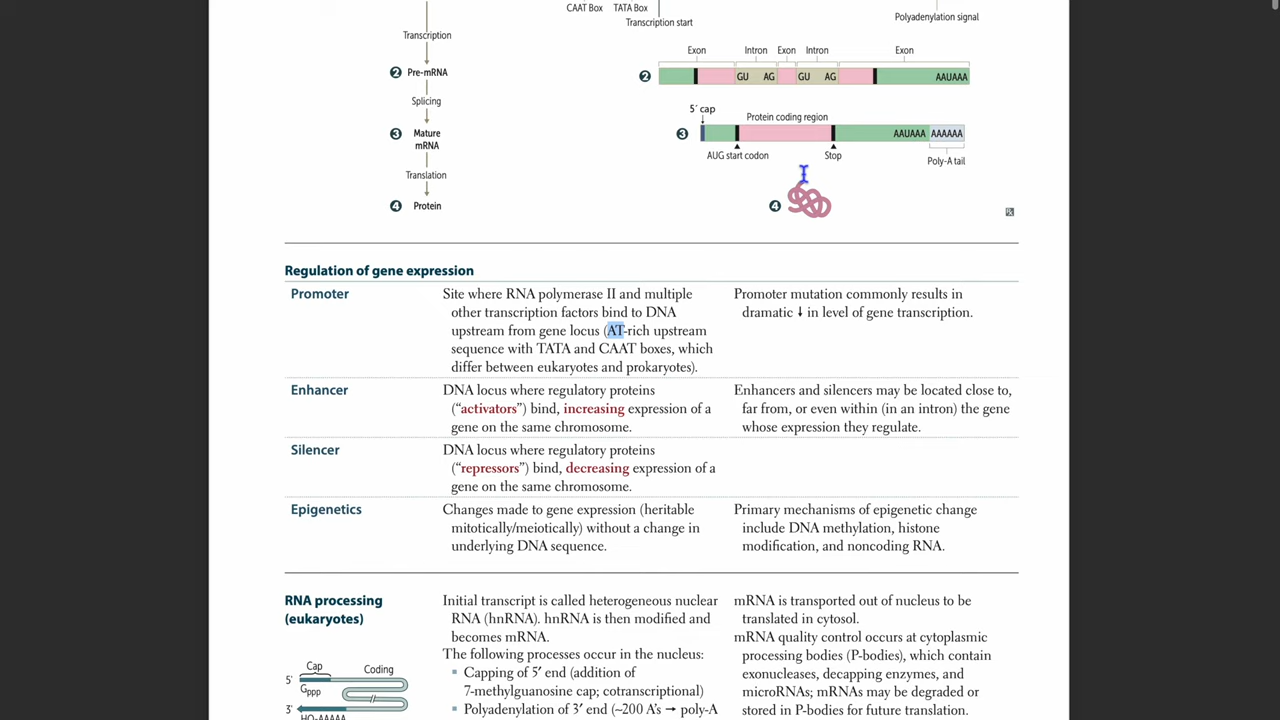 CAAT Box TATA Box
Transcription start
Polyadenylation signal
Transcription
Exon Intron Exon Intron Exon
2 Pre-mRNA
2 GU AG GU AG AAUAAA
Splicing
5′ cap
Protein coding region
3 Mature
mRNA
3 AAUAAA AAAAAA
AUG start codon Stop
Poly-A tail
Translation
4 Protein
4
Rx
Regulation of gene expression
Promoter
Site where RNA polymerase II and multiple
other transcription factors bind to DNA
upstream from gene locus (AT-rich upstream
sequence with TATA and CAAT boxes, which
differ between eukaryotes and prokaryotes).
Promoter mutation commonly results in
dramatic ↓ in level of gene transcription.
Enhancer
DNA locus where regulatory proteins
(“activators”) bind, increasing expression of a
gene on the same chromosome.
Enhancers and silencers may be located close to,
far from, or even within (in an intron) the gene
whose expression they regulate.
Silencer
DNA locus where regulatory proteins
(“repressors”) bind, decreasing expression of a
gene on the same chromosome.
Epigenetics
Changes made to gene expression (heritable
mitotically/meiotically) without a change in
underlying DNA sequence.
Primary mechanisms of epigenetic change
include DNA methylation, histone
modification, and noncoding RNA.
RNA processing
(eukaryotes)
Initial transcript is called heterogeneous nuclear
RNA (hnRNA). hnRNA is then modified and
becomes mRNA.
The following processes occur in the nucleus:
▪ Capping of 5′ end (addition of
7-methylguanosine cap; cotranscriptional)
▪ Polyadenylation of 3′ end (~200 A’s → poly-A
mRNA is transported out of nucleus to be
translated in cytosol.
mRNA quality control occurs at cytoplasmic
processing bodies (P-bodies), which contain
exonucleases, decapping enzymes, and
microRNAs; mRNAs may be degraded or
stored in P-bodies for future translation.
Cap Coding
5′
Gppp
3′
HO-AAAAA